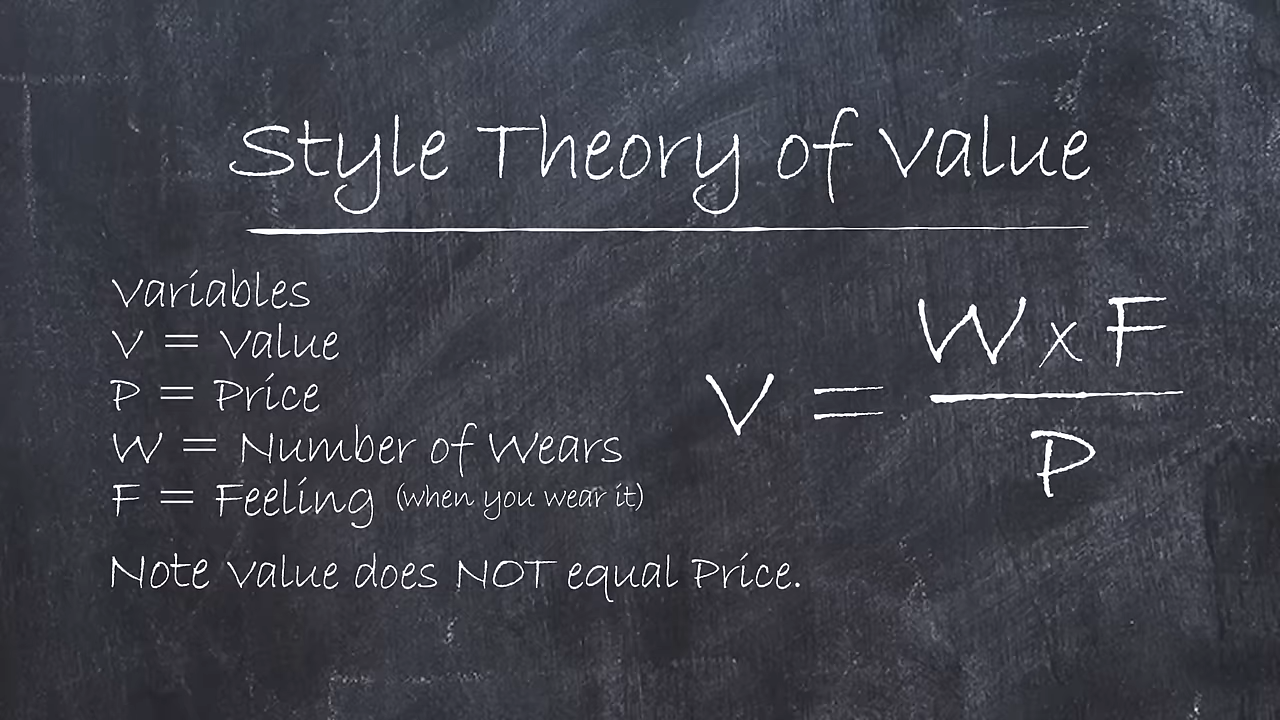 Style Theory of Value
Variables
V = Value
P = Price
W = Number of Wears
F = Feeling (when you wear it)
V = W x F
P
Note Value does NOT equal Price.